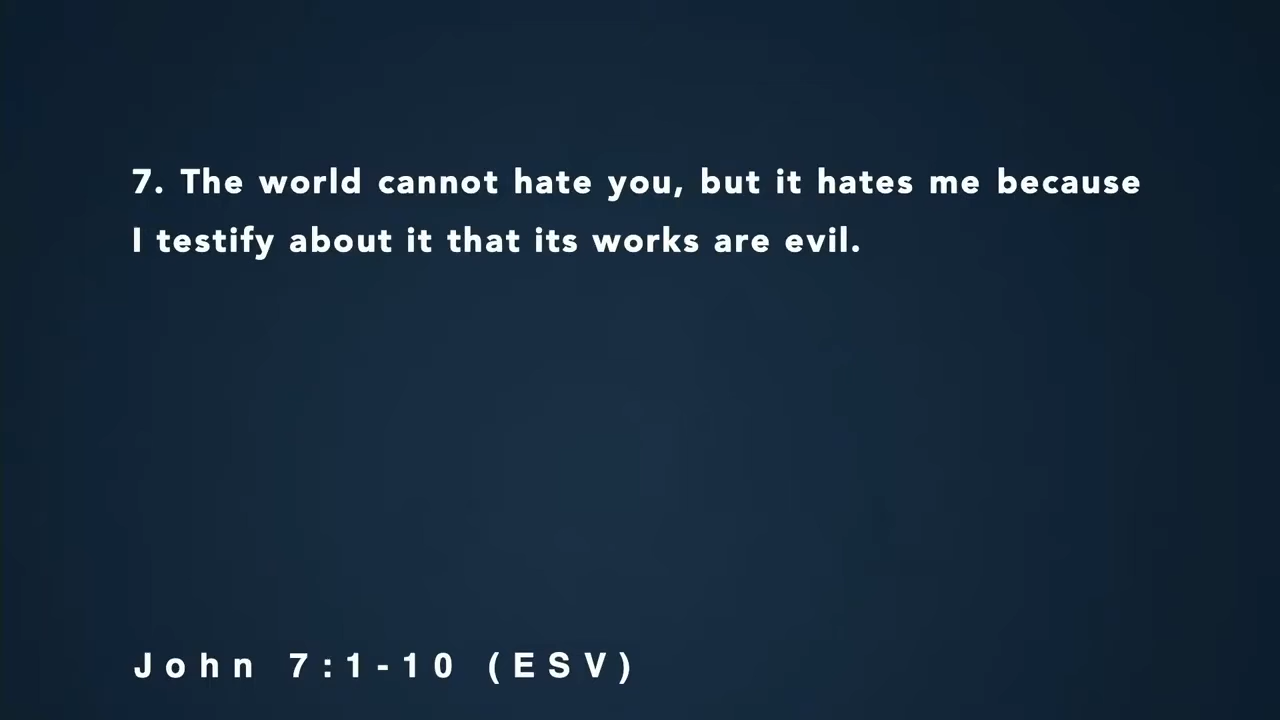 7. The world cannot hate you, but it hates me because
I testify about it that its works are evil.
John 7:1-10 (ESV)